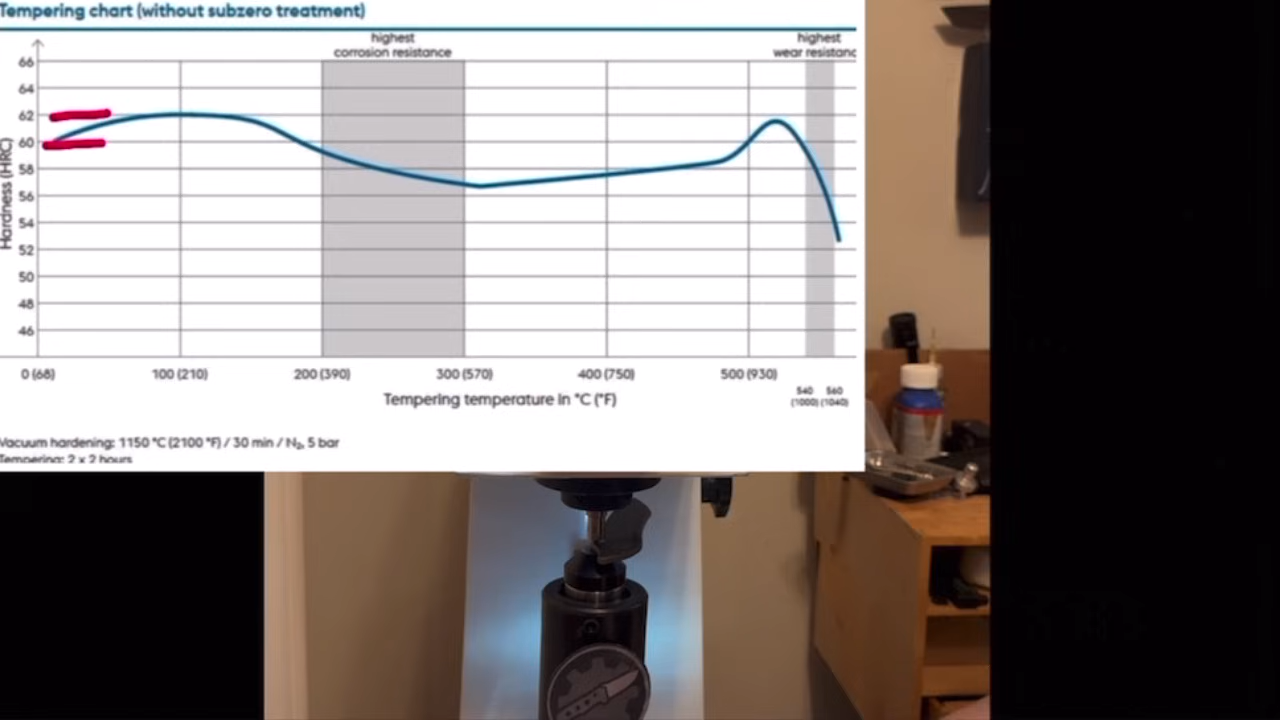 Tempering chart (without subzero treatment)
highest
corrosion resistance
highest
wear resistanc
66
64
62
60
58
56
54
52
50
48
46
Hardness (HRC)
0 (68) 100 (210) 200 (390) 300 (570) 400 (750) 500 (930)
540 560
(1000) (1040)
Tempering temperature in °C (°F)
Vacuum hardening: 1150 °C (2100 °F) / 30 min / N₂, 5 bar
Tempering: 2 x 2 hours